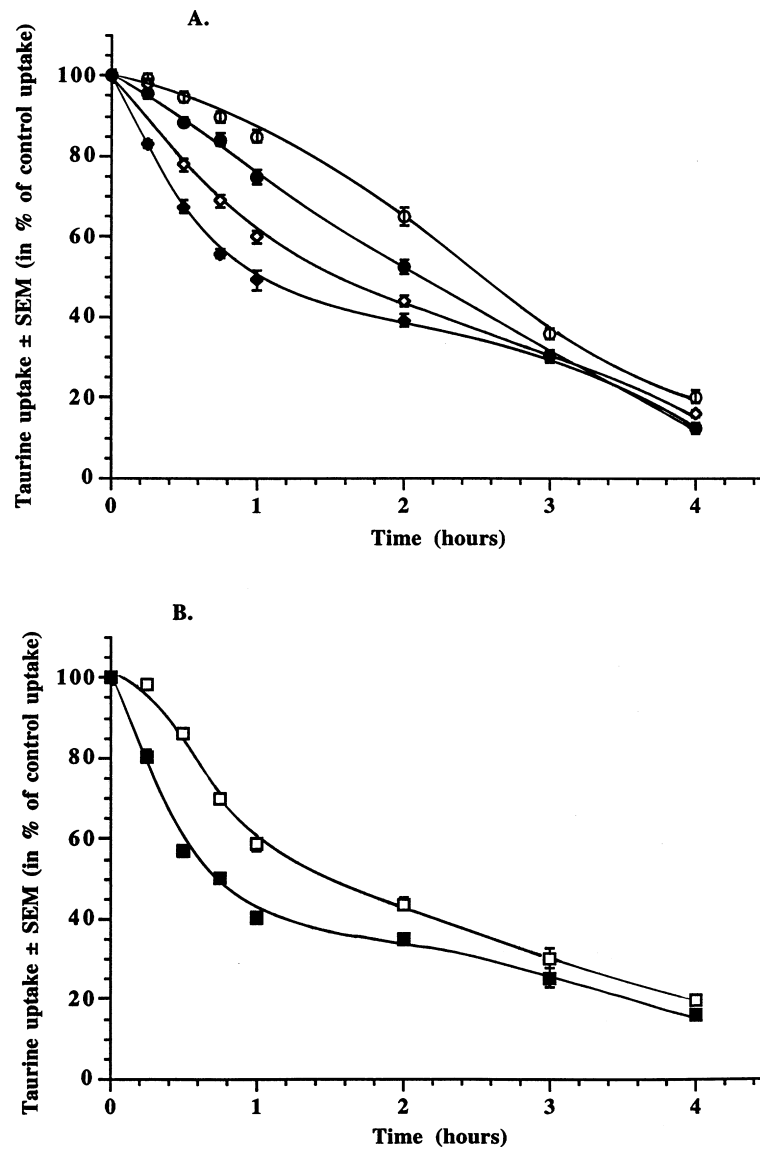 A.
Taurine uptake ± SEM (in % of control uptake)
100
80
60
40
20
0
0 1 2 3 4
Time (hours)
B.
Taurine uptake ± SEM (in % of control uptake)
100
80
60
40
20
0
0 1 2 3 4
Time (hours)